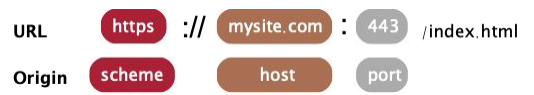 URL https :// mysite.com : 443 /index.html
Origin scheme host port